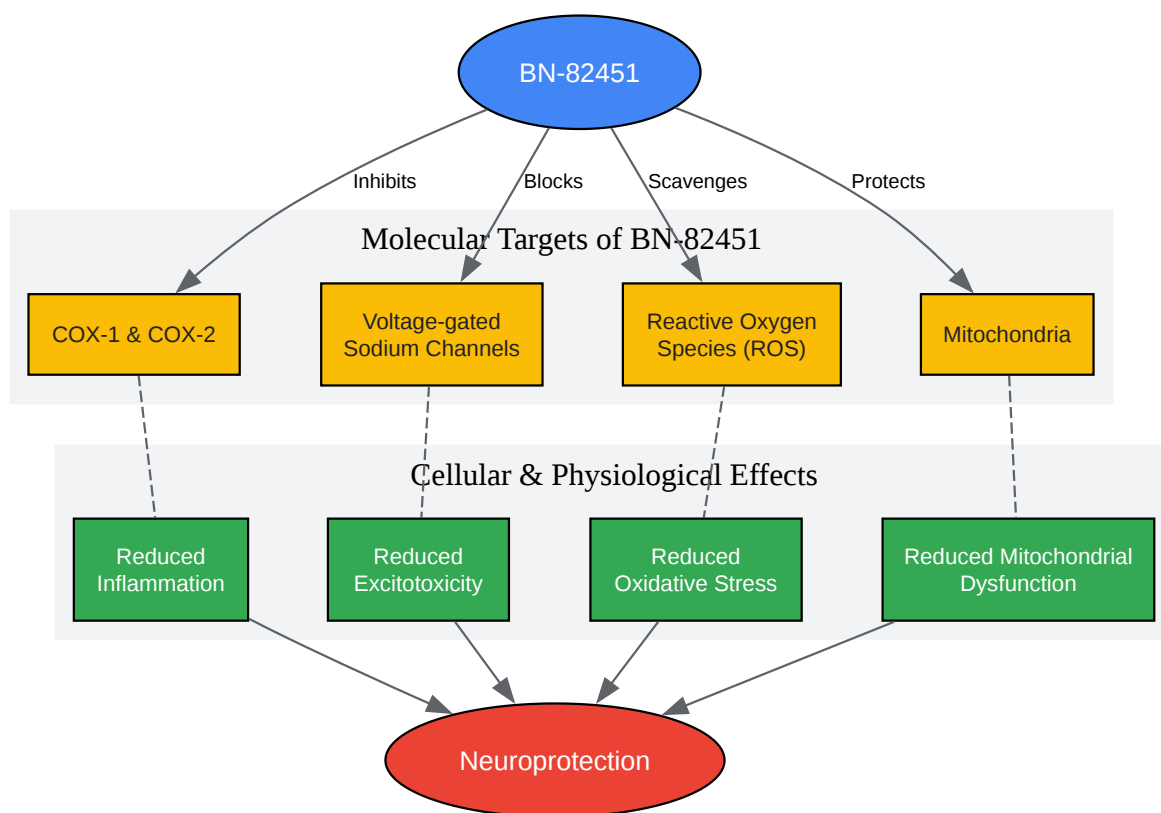 BN-82451
Inhibits
Blocks
Scavenges
Protects
Molecular Targets of BN-82451
COX-1 & COX-2
Voltage-gated
Sodium Channels
Reactive Oxygen
Species (ROS)
Mitochondria
Cellular & Physiological Effects
Reduced
Inflammation
Reduced
Excitotoxicity
Reduced
Oxidative Stress
Reduced Mitochondrial
Dysfunction
Neuroprotection